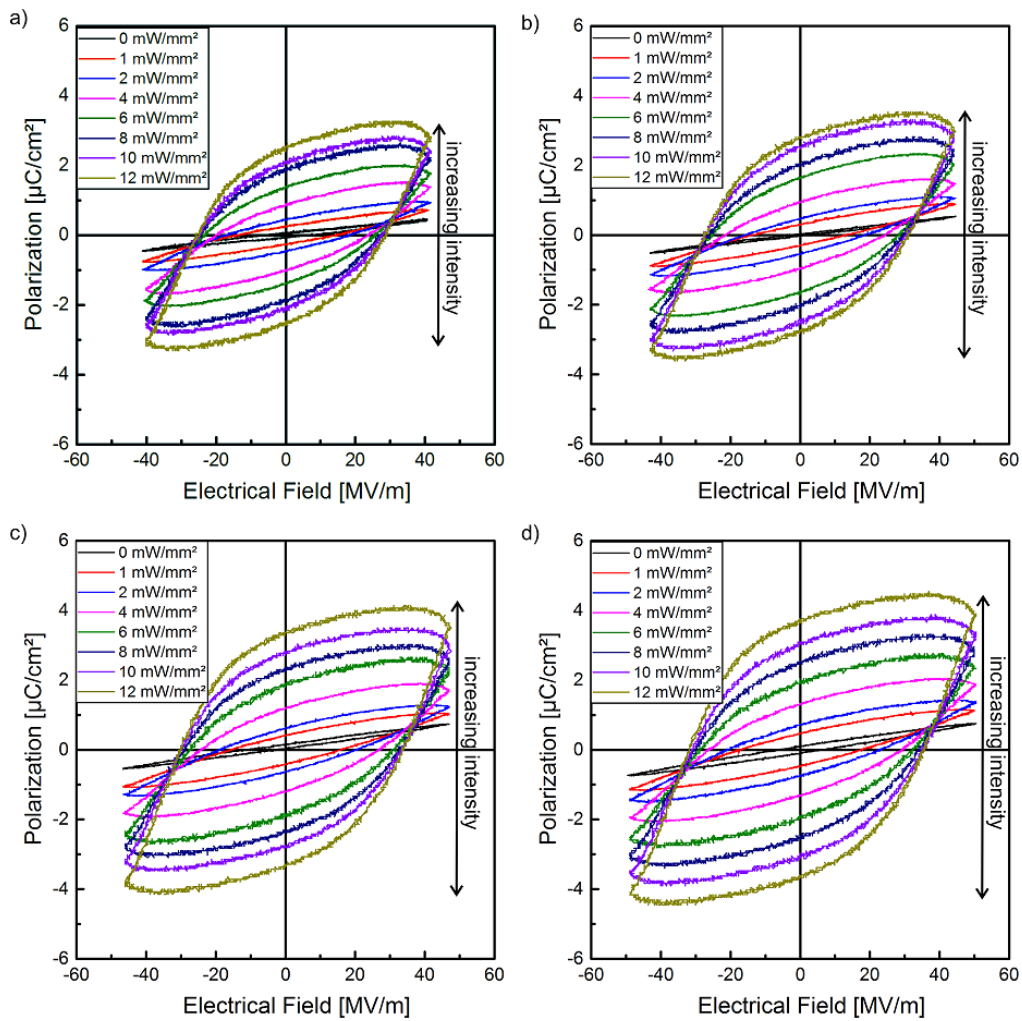 a)
6
4
2
0
-2
-4
-6
Polarization [µC/cm²]
0 mW/mm²
1 mW/mm²
2 mW/mm²
4 mW/mm²
6 mW/mm²
8 mW/mm²
10 mW/mm²
12 mW/mm²
increasing intensity
-60 -40 -20 0 20 40 60
Electrical Field [MV/m]
b)
6
4
2
0
-2
-4
-6
Polarization [µC/cm²]
0 mW/mm²
1 mW/mm²
2 mW/mm²
4 mW/mm²
6 mW/mm²
8 mW/mm²
10 mW/mm²
12 mW/mm²
increasing intensity
-60 -40 -20 0 20 40 60
Electrical Field [MV/m]
c)
6
4
2
0
-2
-4
-6
Polarization [µC/cm²]
0 mW/mm²
1 mW/mm²
2 mW/mm²
4 mW/mm²
6 mW/mm²
8 mW/mm²
10 mW/mm²
12 mW/mm²
increasing intensity
-60 -40 -20 0 20 40 60
Electrical Field [MV/m]
d)
6
4
2
0
-2
-4
-6
Polarization [µC/cm²]
0 mW/mm²
1 mW/mm²
2 mW/mm²
4 mW/mm²
6 mW/mm²
8 mW/mm²
10 mW/mm²
12 mW/mm²
increasing intensity
-60 -40 -20 0 20 40 60
Electrical Field [MV/m]